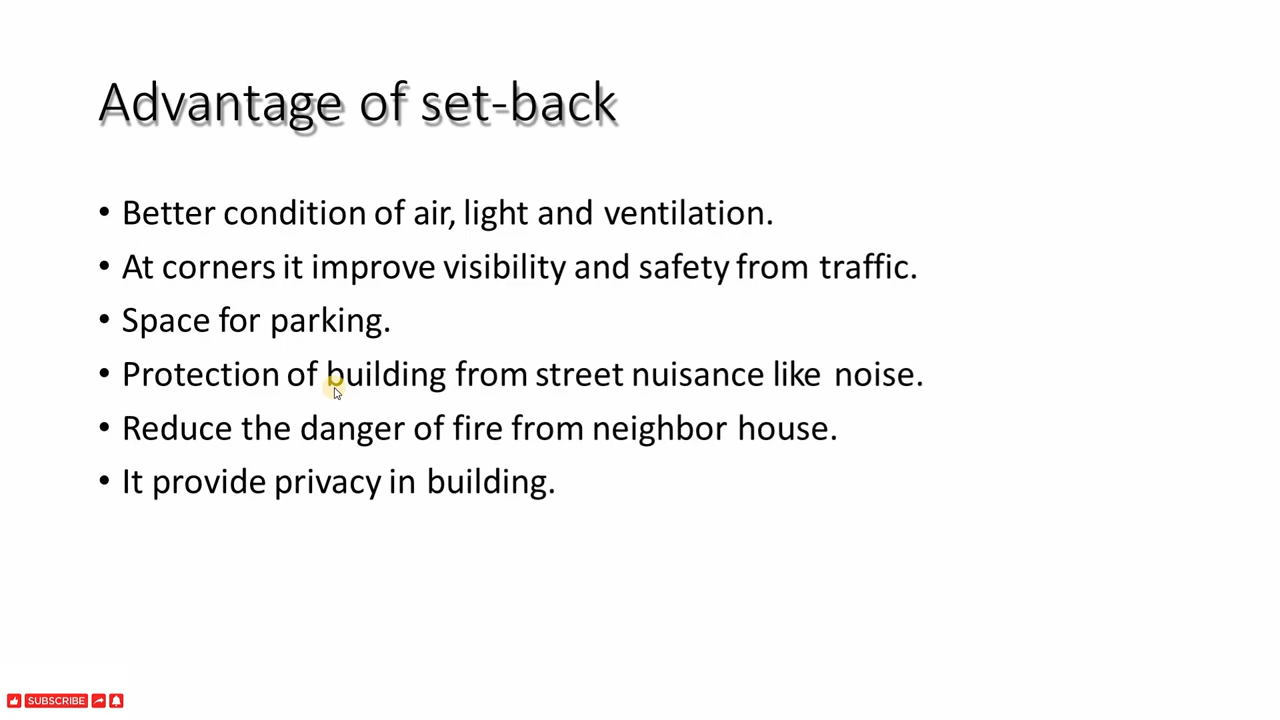 Advantage of set-back
• Better condition of air, light and ventilation.
• At corners it improve visibility and safety from traffic.
• Space for parking.
• Protection of building from street nuisance like noise.
• Reduce the danger of fire from neighbor house.
• It provide privacy in building.
SUBSCRIBE